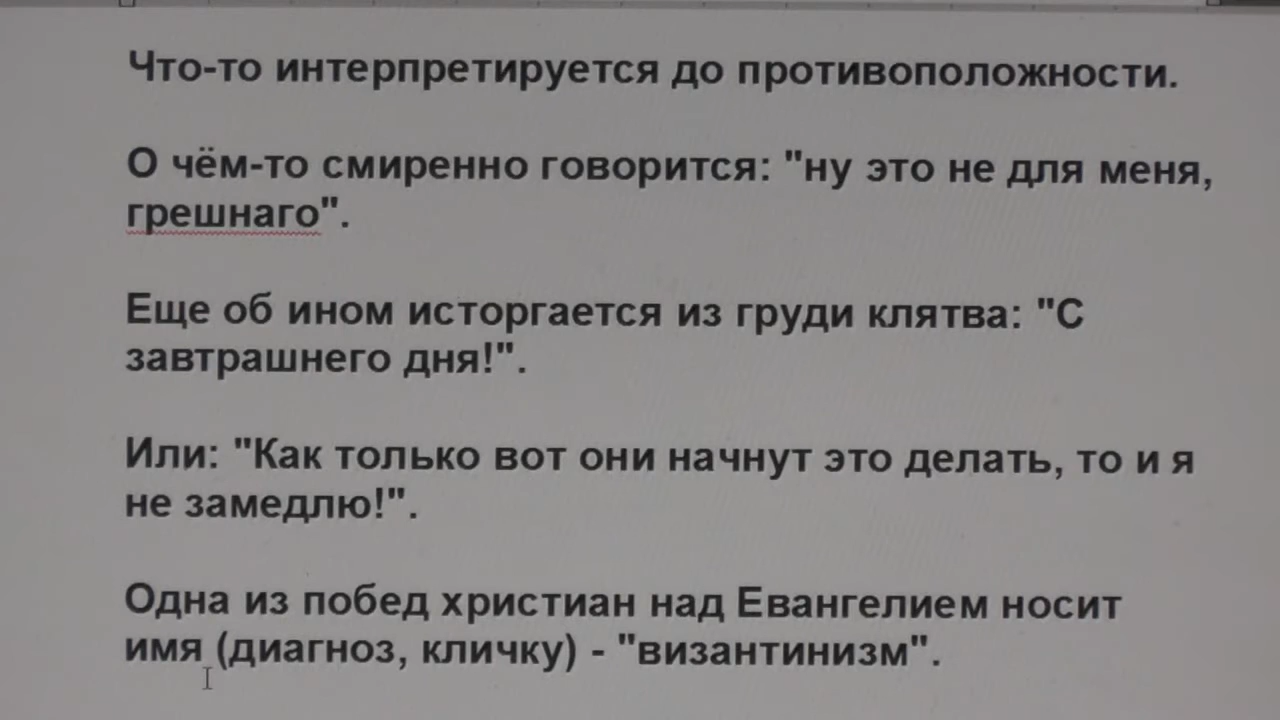 Что-то интерпретируется до противоположности.
О чём-то смиренно говорится: "ну это не для меня,
грешнаго".
Еще об ином исторгается из груди клятва: "С
завтрашнего дня!".
Или: "Как только вот они начнут это делать, то и я
не замедлю!".
Одна из побед христиан над Евангелием носит
имя (диагноз, кличку) - "византинизм".